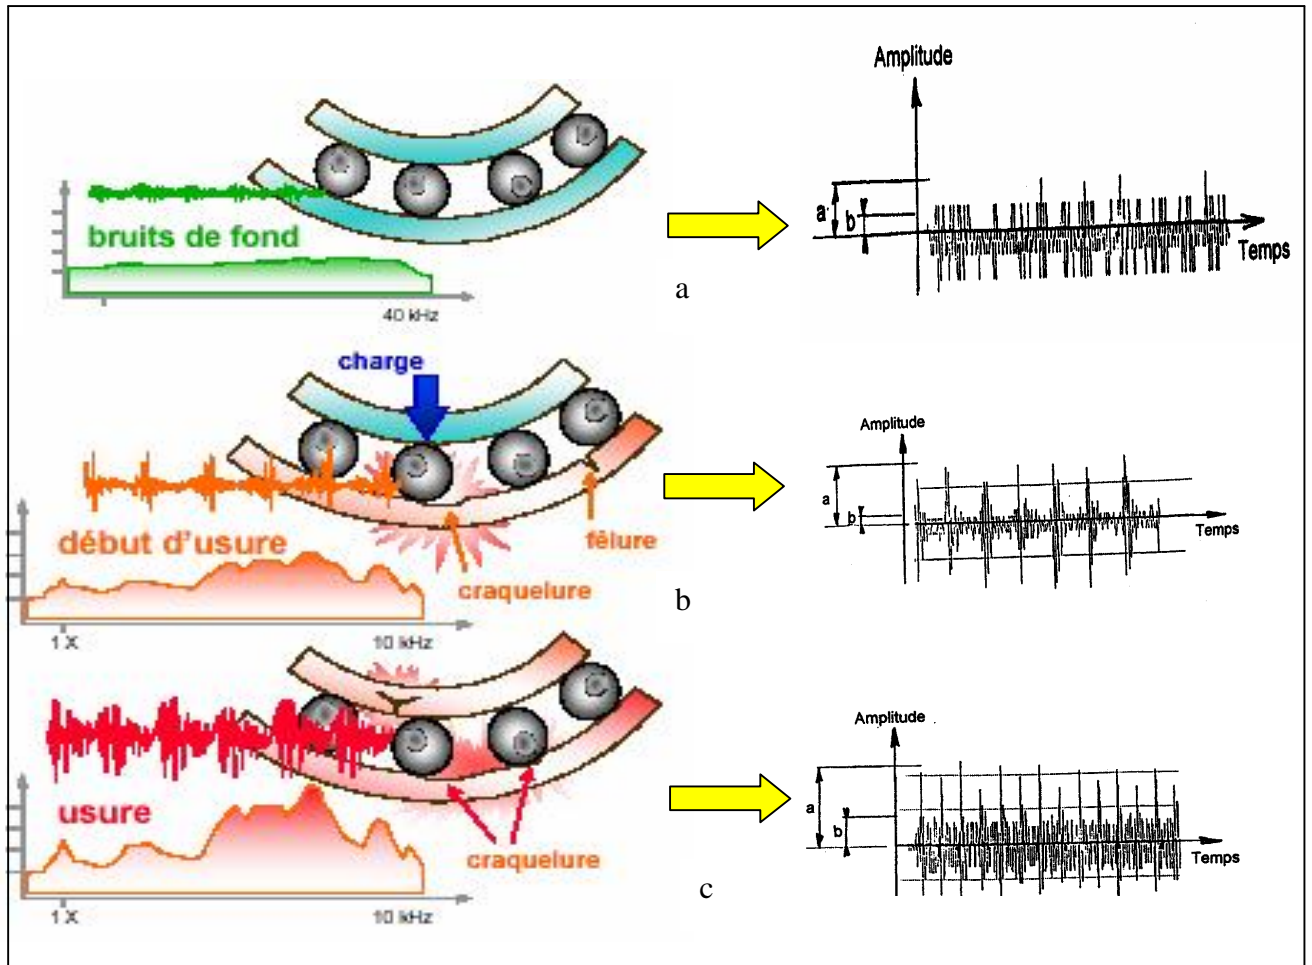 Amplitude
a
b
Temps
bruits de fond
40 kHz
a
charge
Amplitude
a
b
Temps
début d'usure
fêlure
craquelure
b
1 X
10 kHz
Amplitude
a
b
Temps
usure
craquelure
c
1 X
10 kHz